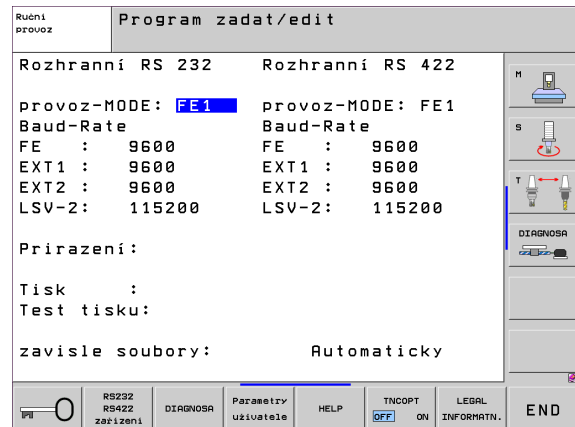 Ruční
provoz
Program zadat/edit
Rozhranní RS 232 Rozhranní RS 422
provoz-MODE: FE1 provoz-MODE: FE1
Baud-Rate Baud-Rate
FE : 9600 FE : 9600
EXT1 : 9600 EXT1 : 9600
EXT2 : 9600 EXT2 : 9600
LSV-2: 115200 LSV-2: 115200
Prirazení:
Tisk :
Test tisku:
zavisle soubory: Automaticky
M
S
T
DIAGNOSA
RS232
RS422
zařízení
DIAGNOSA
Parametry
uživatele
HELP
TNCOPT
OFF ON
LEGAL
INFORMATN.
END